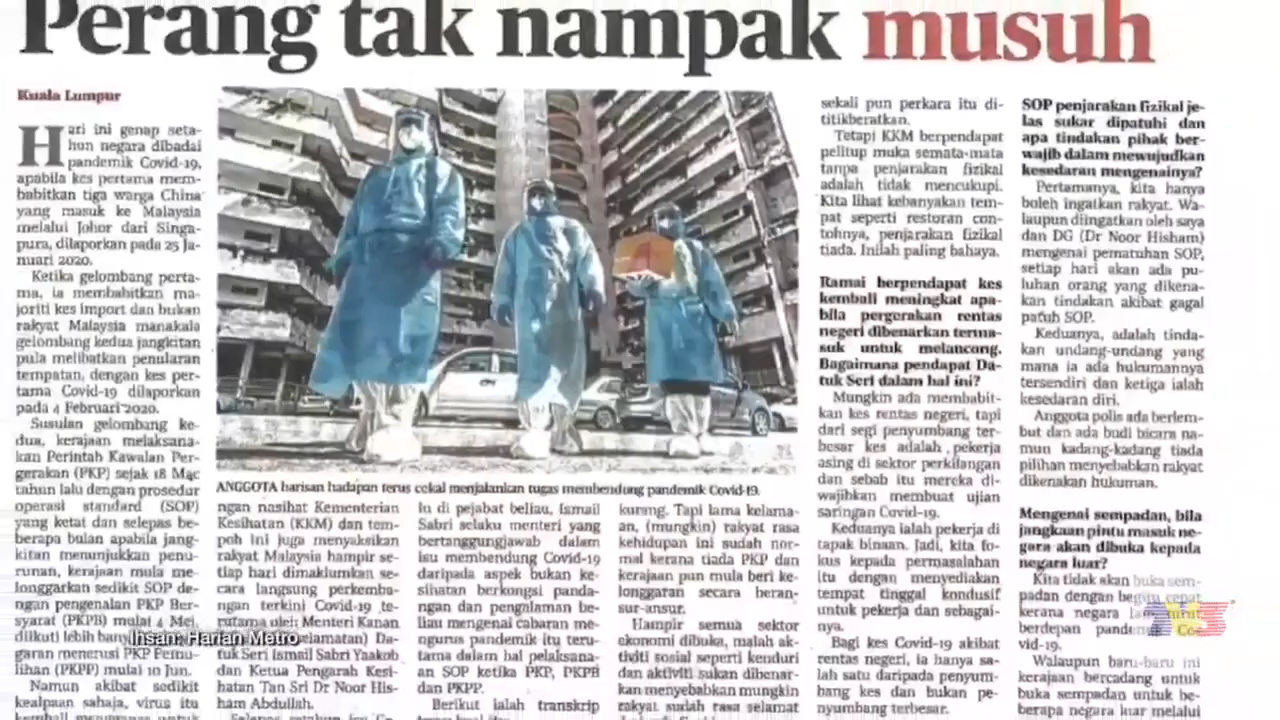 Perang tak nampak musuh
Kuala Lumpur
Hari ini genap seta-
hun negara dibadai
pandemik Covid-19,
apabila kes pertama mem-
babitkan tiga warga China
yang masuk ke Malaysia
melalui Johor dari Singa-
pura, dilaporkan pada 25 Ja-
nuari 2020.
Ketika gelombang perta-
ma, ia membabitkan ma-
joriti kes import dan bukan
rakyat Malaysia manakala
gelombang kedua jangkitan
pula melibatkan penularan
tempatan, dengan kes per-
tama Covid-19 dilaporkan
pada 4 Februari 2020.
Susulan gelombang ke-
dua, kerajaan melaksana-
kan Perintah Kawalan Per-
gerakan (PKP) sejak 18 Mac
tahun lalu dengan prosedur
operasi standard (SOP)
yang ketat dan selepas be-
berapa bulan apabila jang-
kitan menunjukkan penu-
runan, kerajaan mula me-
longgarkan sedikit SOP de-
ngan pengenalan PKP Ber-
syarat (PKPB) mulai 4 Mei,
diikuti lebih
garan menerusi PKP Pemu-
lihan (PKPP) mulai 10 Jun.
Namun akibat sedikit
kealpaan sahaja, virus itu
ANGGOTA barisan hadapan terus cekal menjalankan tugas membendung pandemik Covid-19.
ngan nasihat Kementerian
Kesihatan (KKM) dan tem-
poh ini juga menyaksikan
rakyat Malaysia hampir se-
tiap hari dimaklumkan se-
cara langsung perkemba-
ngan terkini Covid-19 te-
rutama oleh Menteri Kanan
(Keselamatan) Da-
tuk Seri Ismail Sabri Yaakob
dan Ketua Pengarah Kesi-
hatan Tan Sri Dr Noor His-
ham Abdullah.
lu di pejabat beliau, Ismail
Sabri selaku menteri yang
bertanggungjawab dalam
isu membendung Covid-19
daripada aspek bukan ke-
sihatan berkongsi panda-
ngan dan pengalaman be-
liau mengenai cabaran me-
ngurus pandemik itu teru-
tama dalam hal pelaksana-
an SOP ketika PKP, PKPB
dan PKPP.
Berikut ialah transkrip
kurang. Tapi lama kelama-
an, (mungkin) rakyat rasa
kehidupan ini sudah nor-
mal kerana tiada PKP dan
kerajaan pun mula beri ke-
longgaran secara beran-
sur-ansur.
Hampir semua sektor
ekonomi dibuka, malah ak-
tiviti sosial seperti kenduri
dan aktiviti sukan dibenar-
kan menyebabkan mungkin
rakyat sudah rasa selamat
sekali pun perkara itu di-
titikberatkan.
Tetapi KKM berpendapat
pelitup muka semata-mata
tanpa penjarakan fizikal
adalah tidak mencukupi.
Kita lihat kebanyakan tem-
pat seperti restoran con-
tohnya, penjarakan fizikal
tiada. Inilah paling bahaya.
Ramai berpendapat kes
kembali meningkat apa-
bila pergerakan rentas
negeri dibenarkan terma-
suk untuk melancong.
Bagaimana pendapat Da-
tuk Seri dalam hal ini?
Mungkin ada membabit-
kan kes rentas negeri, tapi
dari segi penyumbang ter-
besar kes adalah pekerja
asing di sektor perkilangan
dan sebab itu mereka di-
wajibkan membuat ujian
saringan Covid-19.
Keduanya ialah pekerja di
tapak binaan. Jadi, kita fo-
kus kepada permasalahan
itu dengan menyediakan
tempat tinggal kondusif
untuk pekerja dan sebagai-
nya.
Bagi kes Covid-19 akibat
rentas negeri, ia hanya sa-
lah satu daripada penyum-
bang kes dan bukan pe-
nyumbang terbesar.
SOP penjarakan fizikal je-
las sukar dipatuhi dan
apa tindakan pihak ber-
wajib dalam mewujudkan
kesedaran mengenainya?
Pertamanya, kita hanya
boleh ingatkan rakyat. Wa-
laupun diingatkan oleh saya
dan DG (Dr Noor Hisham)
mengenai pematuhan SOP,
setiap hari akan ada pu-
luhan orang yang dikena-
kan tindakan akibat gagal
patuh SOP.
Keduanya, adalah tinda-
kan undang-undang yang
mana ia ada hukumannya
tersendiri dan ketiga ialah
kesedaran diri.
Anggota polis ada berlem-
but dan ada budi bicara na-
mun kadang-kadang tiada
pilihan menyebabkan rakyat
dikenakan hukuman.
Mengenai sempadan, bila
jangkaan pintu masuk ne-
gara akan dibuka kepada
negara luar?
Kita tidak akan buka sem-
padan dengan begitu cepat
kerana negara
berdepan
vid-19.
Walaupun baru-baru ini
kerajaan bercadang untuk
buka sempadan untuk be-
berapa negara luar melalui
Ihsan: Harian Metro